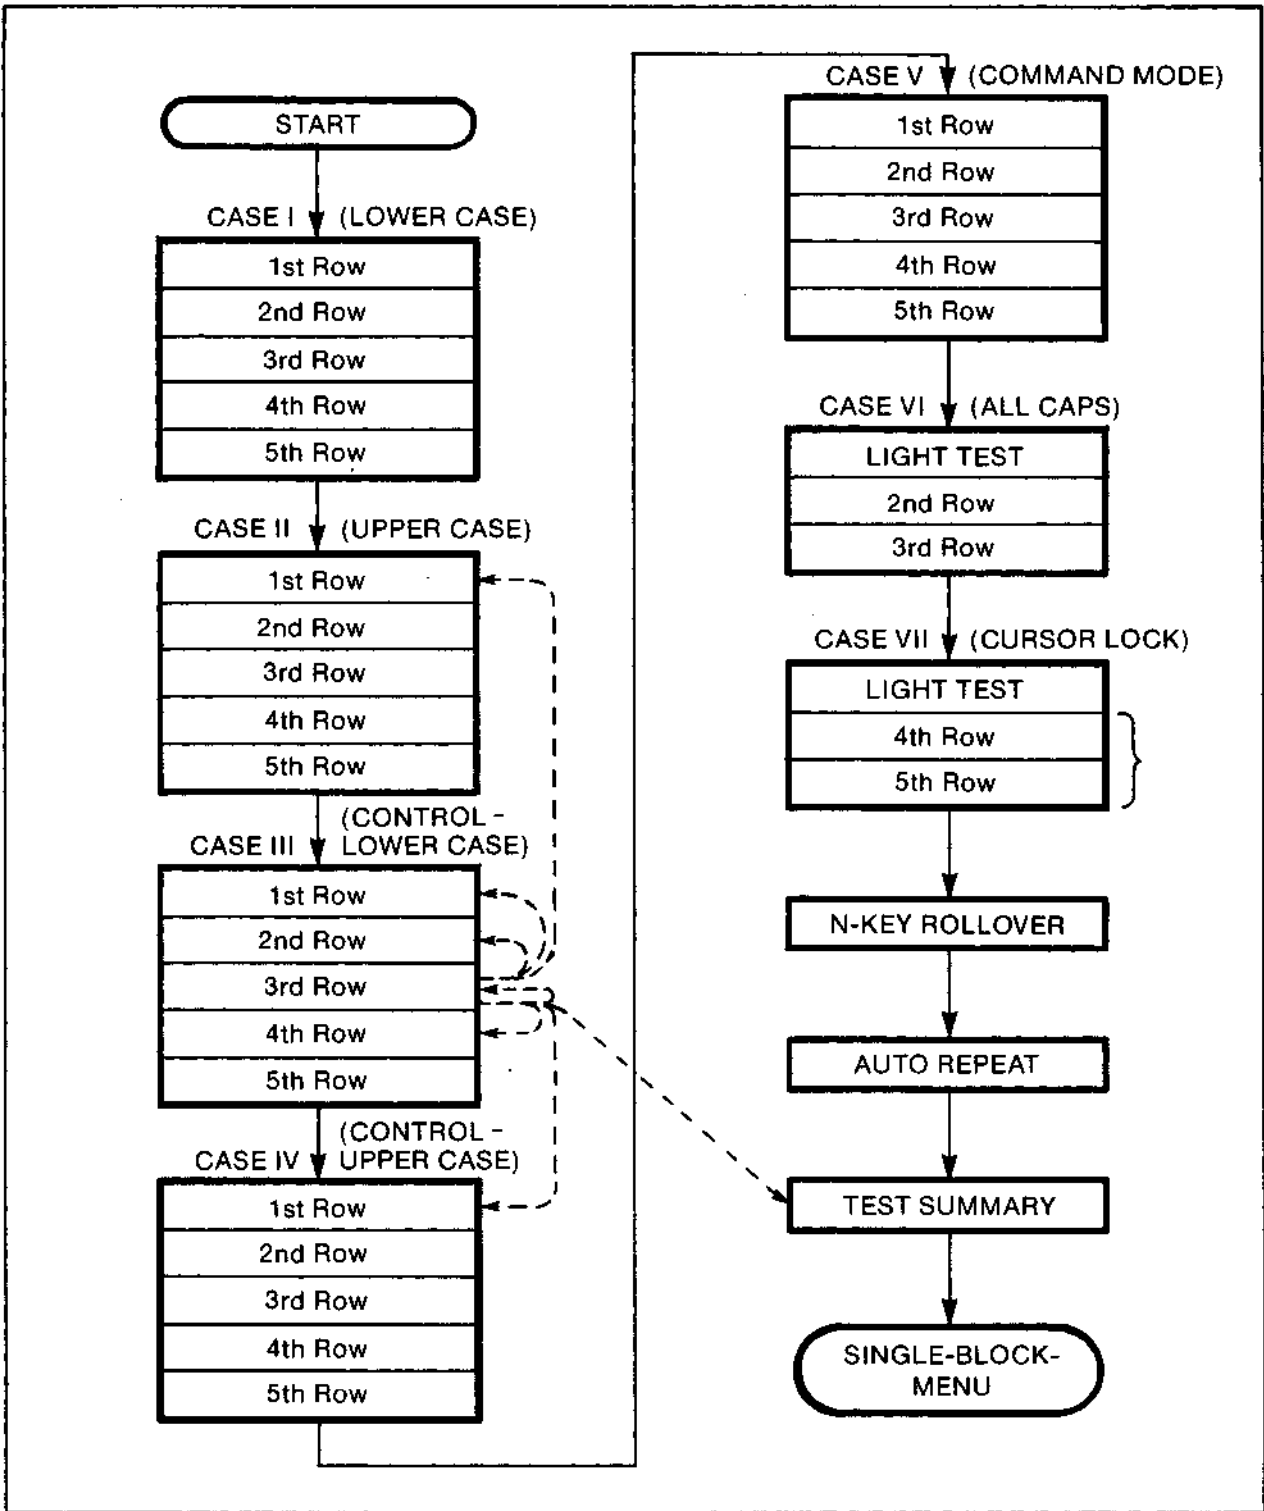 START
CASE I (LOWER CASE)
1st Row
2nd Row
3rd Row
4th Row
5th Row
CASE II (UPPER CASE)
1st Row
2nd Row
3rd Row
4th Row
5th Row
(CONTROL -
CASE III LOWER CASE)
1st Row
2nd Row
3rd Row
4th Row
5th Row
(CONTROL -
CASE IV UPPER CASE)
1st Row
2nd Row
3rd Row
4th Row
5th Row
CASE V (COMMAND MODE)
1st Row
2nd Row
3rd Row
4th Row
5th Row
CASE VI (ALL CAPS)
LIGHT TEST
2nd Row
3rd Row
CASE VII (CURSOR LOCK)
LIGHT TEST
4th Row
5th Row
N-KEY ROLLOVER
AUTO REPEAT
TEST SUMMARY
SINGLE-BLOCK-
MENU